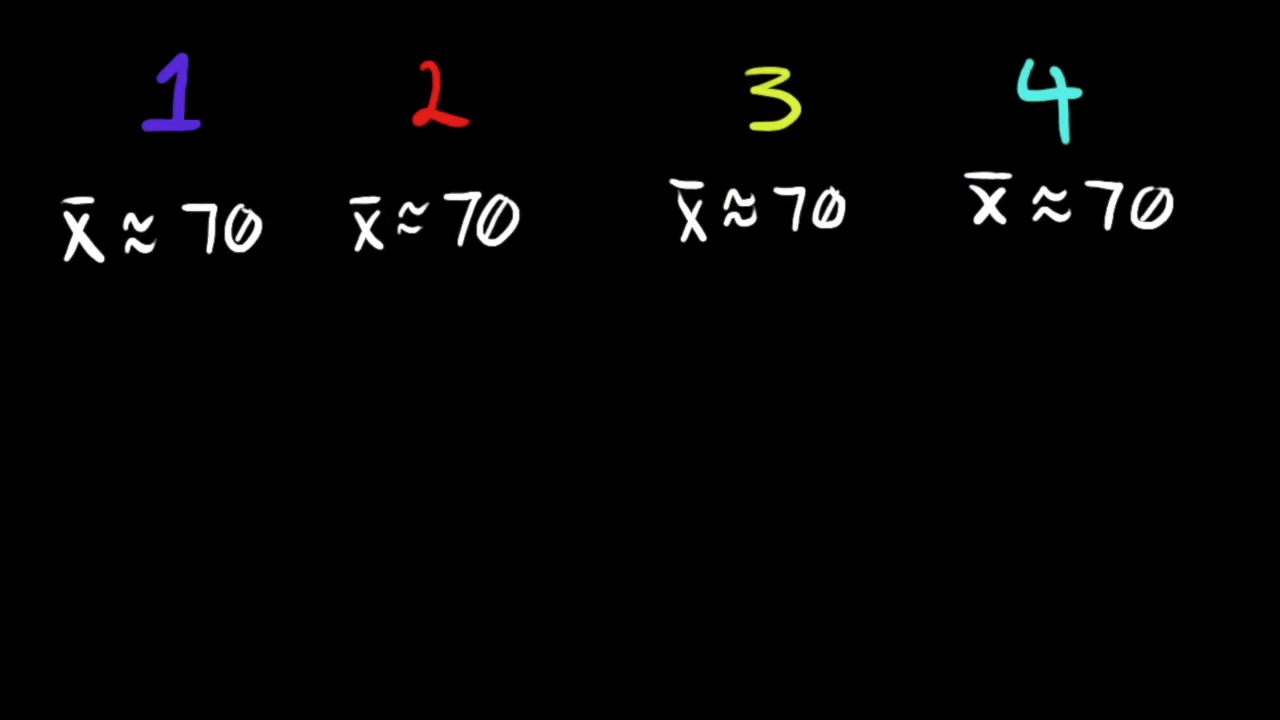 1 2 3 4
x̄ ≈ 70 x̄ ≈ 70 x̄ ≈ 70 x̄ ≈ 70